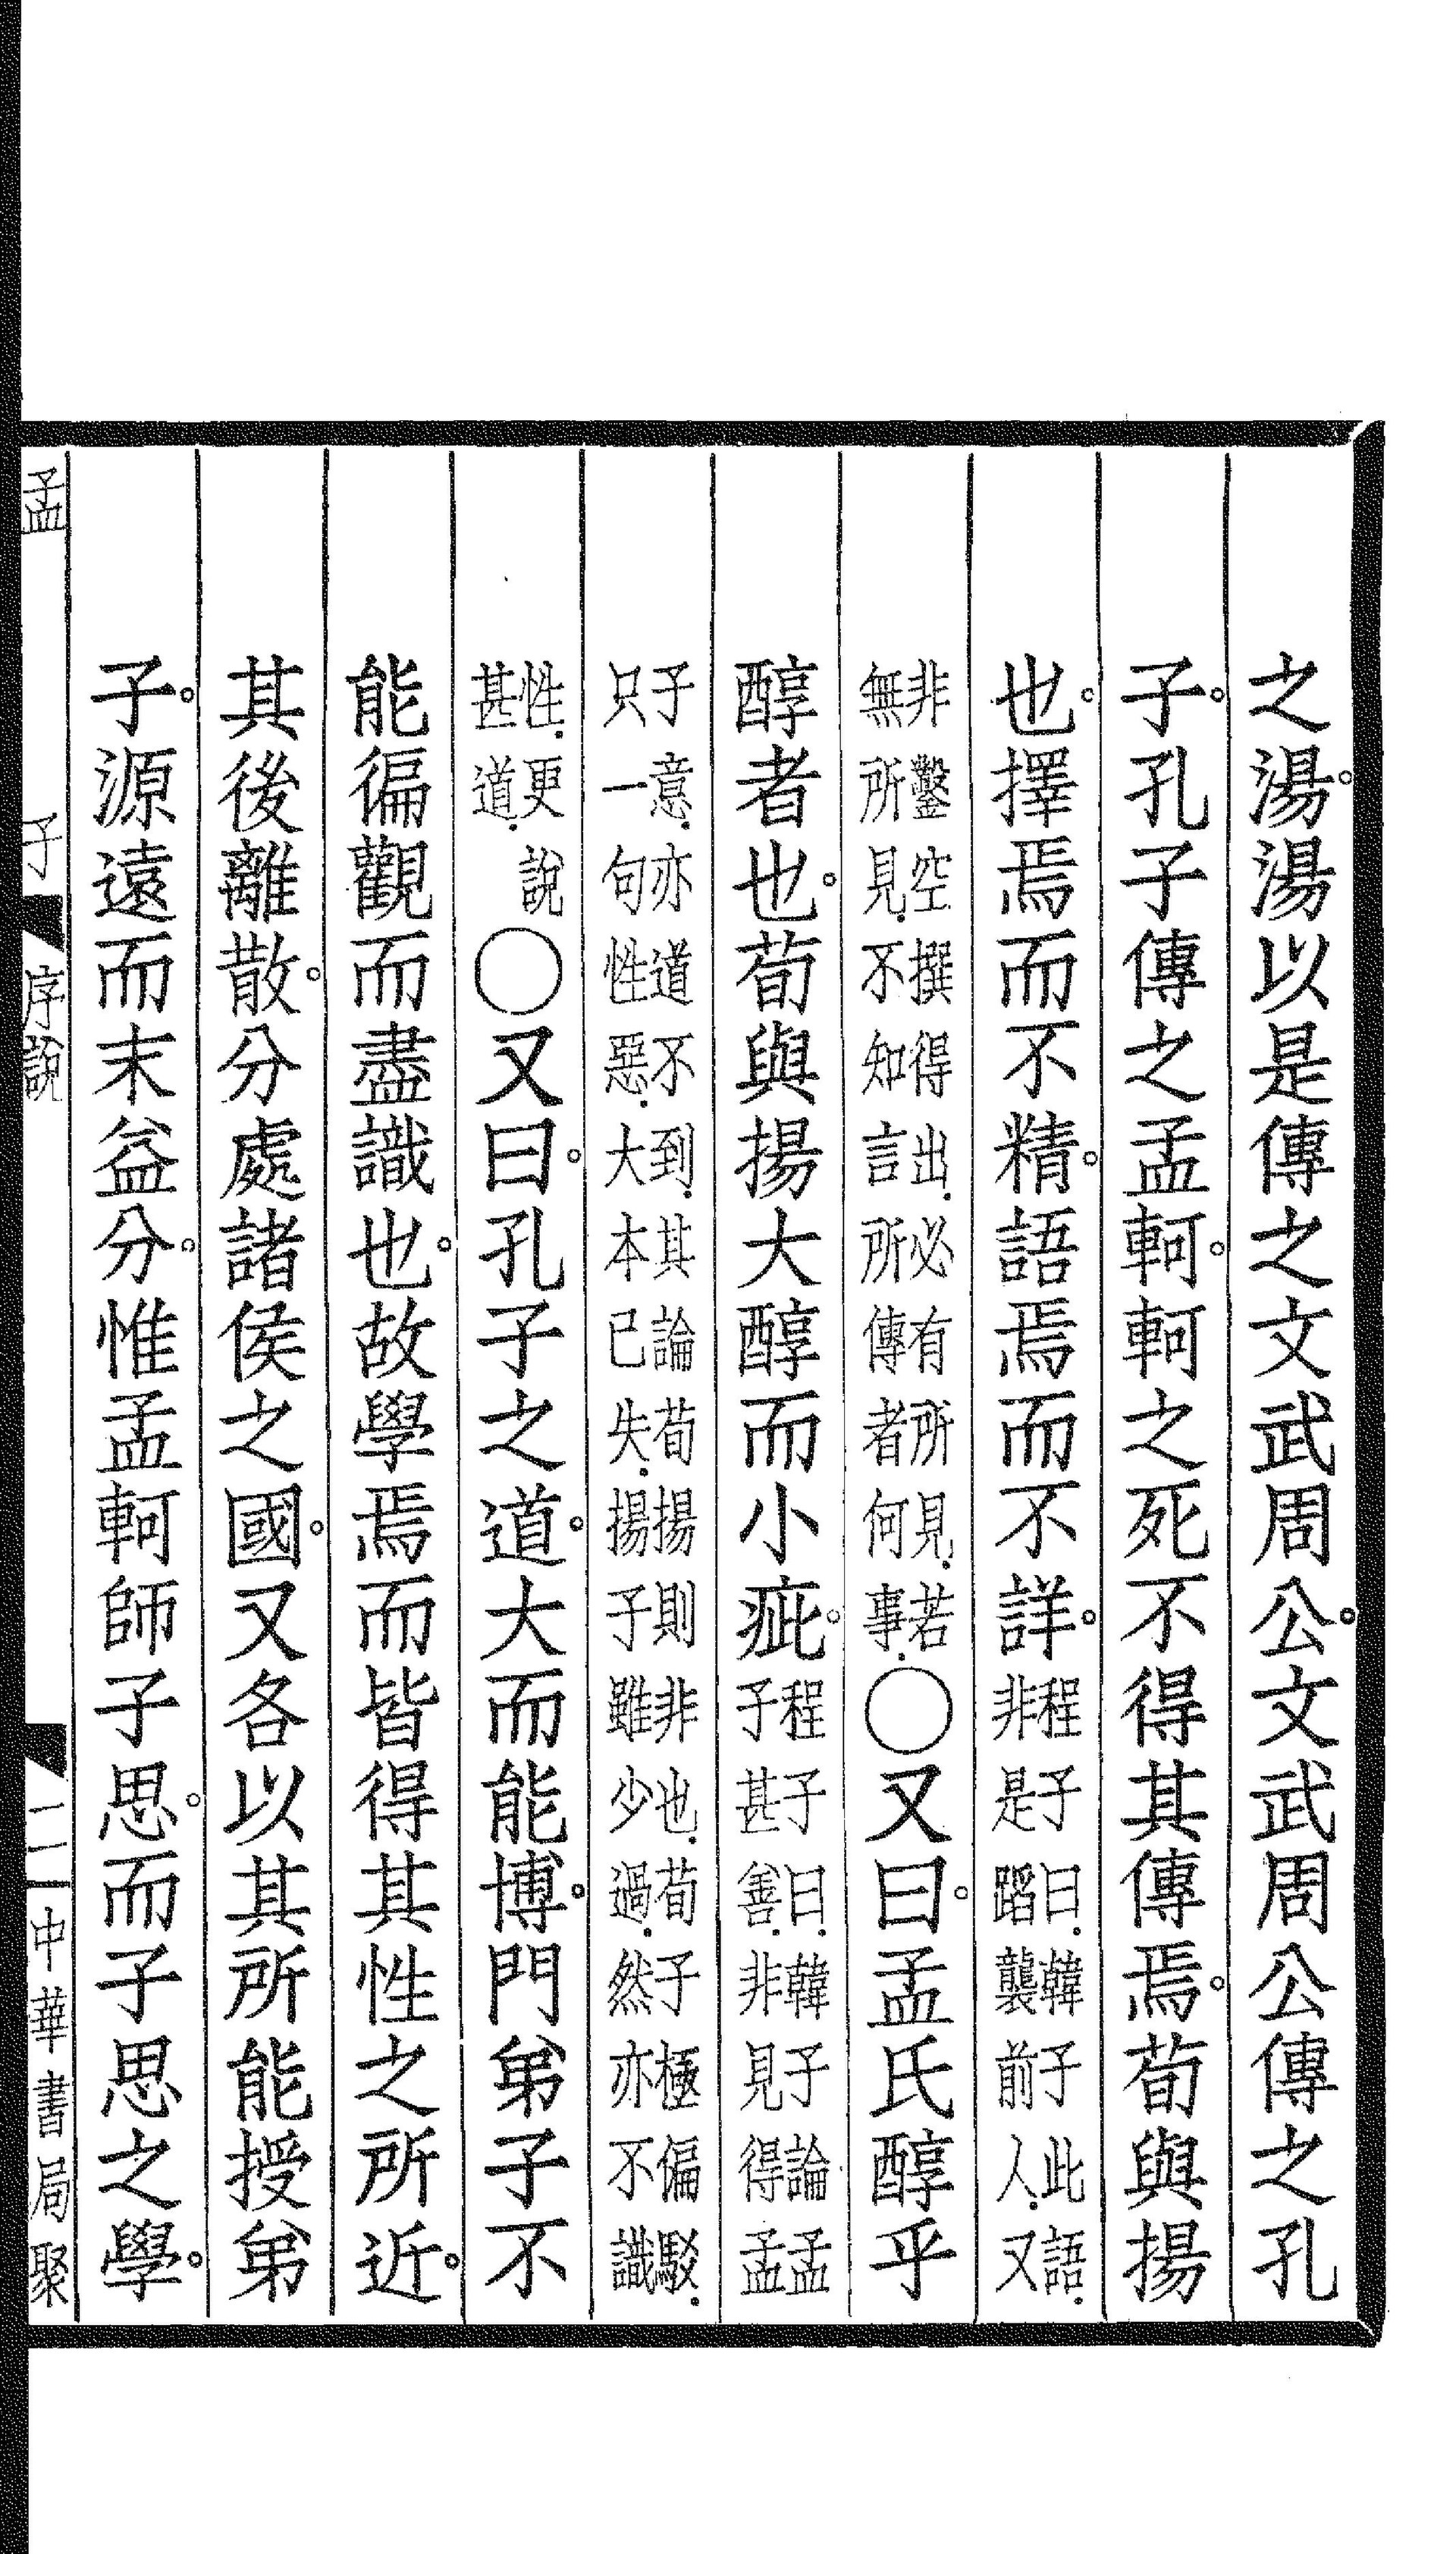 之湯。湯以是傳之文武周公。文武周公傳之孔
子。孔子傳之孟軻。軻之死不得其傳焉。荀與揚
也。擇焉而不精。語焉而不詳。程子曰.韓子此語.
非是蹈襲前人.又
非鑿空撰得出.必有所見.若
無所見.不知言所傳者何事.○又曰。孟氏醇乎
醇者也。荀與揚大醇而小疵。程子曰.韓子論孟
子甚善.非見得孟
子意.亦道不到.其論荀揚則非也.荀子極偏駁.
只一句性惡.大本已失.揚子雖少過.然亦不識
性.更說
甚道.○又曰。孔子之道。大而能博。門弟子不
能徧觀而盡識也。故學焉而皆得其性之所近。
其後離散。分處諸侯之國。又各以其所能授弟
子。源遠而末益分。惟孟軻師子思。而子思之學。
孟子 序說 二 中華書局聚